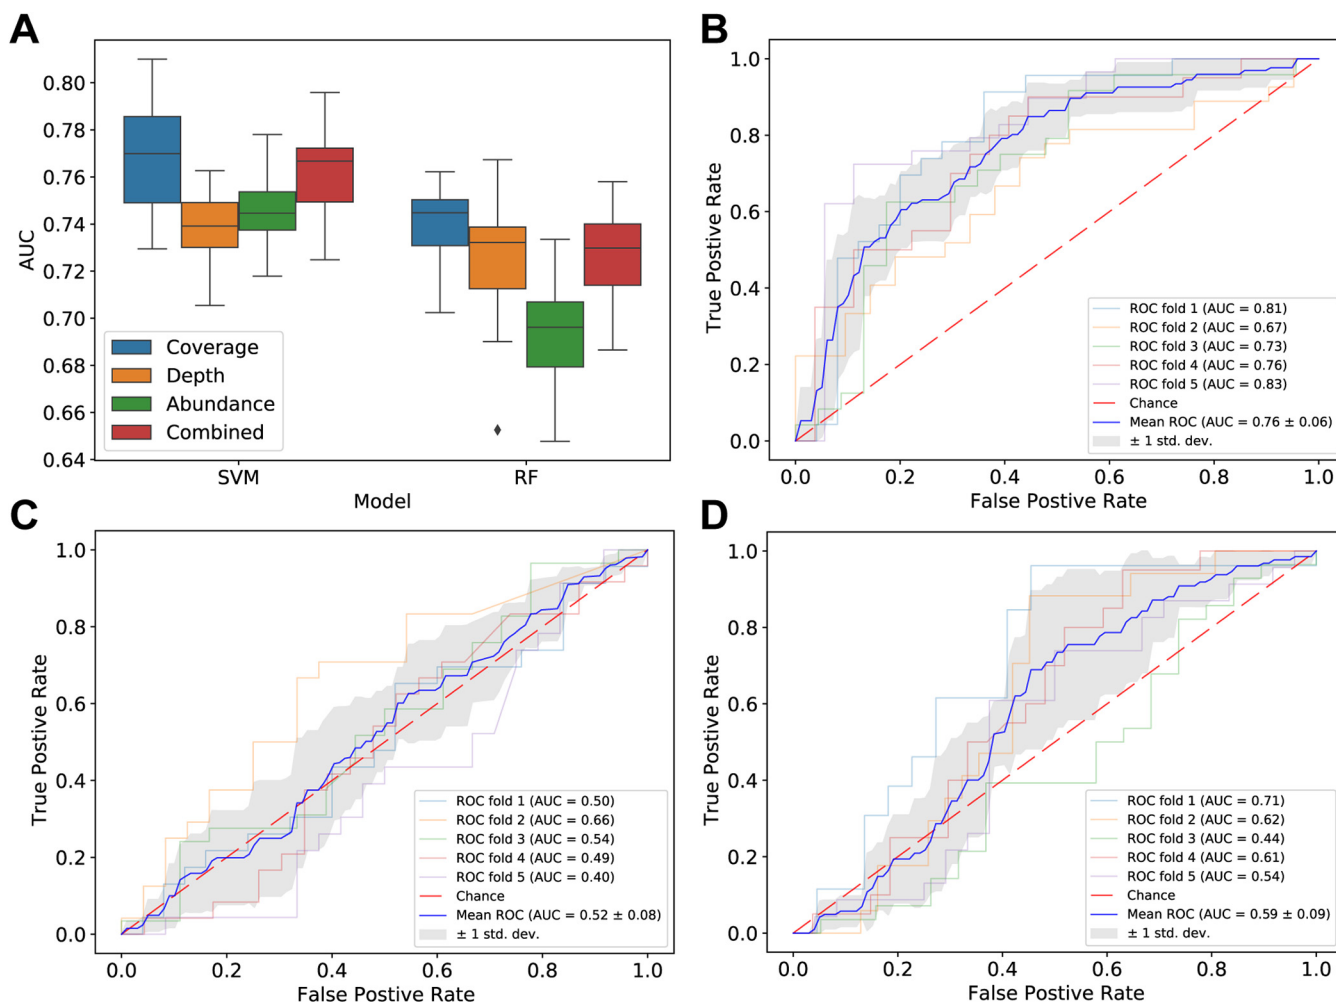 A
AUC
0.80
0.78
0.76
0.74
0.72
0.70
0.68
0.66
0.64
Coverage
Depth
Abundance
Combined
SVM
RF
Model
B
True Postive Rate
1.0
0.8
0.6
0.4
0.2
0.0
ROC fold 1 (AUC = 0.81)
ROC fold 2 (AUC = 0.67)
ROC fold 3 (AUC = 0.73)
ROC fold 4 (AUC = 0.76)
ROC fold 5 (AUC = 0.83)
Chance
Mean ROC (AUC = 0.76 ± 0.06)
± 1 std. dev.
0.0 0.2 0.4 0.6 0.8 1.0
False Postive Rate
C
True Postive Rate
1.0
0.8
0.6
0.4
0.2
0.0
ROC fold 1 (AUC = 0.50)
ROC fold 2 (AUC = 0.66)
ROC fold 3 (AUC = 0.54)
ROC fold 4 (AUC = 0.49)
ROC fold 5 (AUC = 0.40)
Chance
Mean ROC (AUC = 0.52 ± 0.08)
± 1 std. dev.
0.0 0.2 0.4 0.6 0.8 1.0
False Postive Rate
D
True Postive Rate
1.0
0.8
0.6
0.4
0.2
0.0
ROC fold 1 (AUC = 0.71)
ROC fold 2 (AUC = 0.62)
ROC fold 3 (AUC = 0.44)
ROC fold 4 (AUC = 0.61)
ROC fold 5 (AUC = 0.54)
Chance
Mean ROC (AUC = 0.59 ± 0.09)
± 1 std. dev.
0.0 0.2 0.4 0.6 0.8 1.0
False Postive Rate